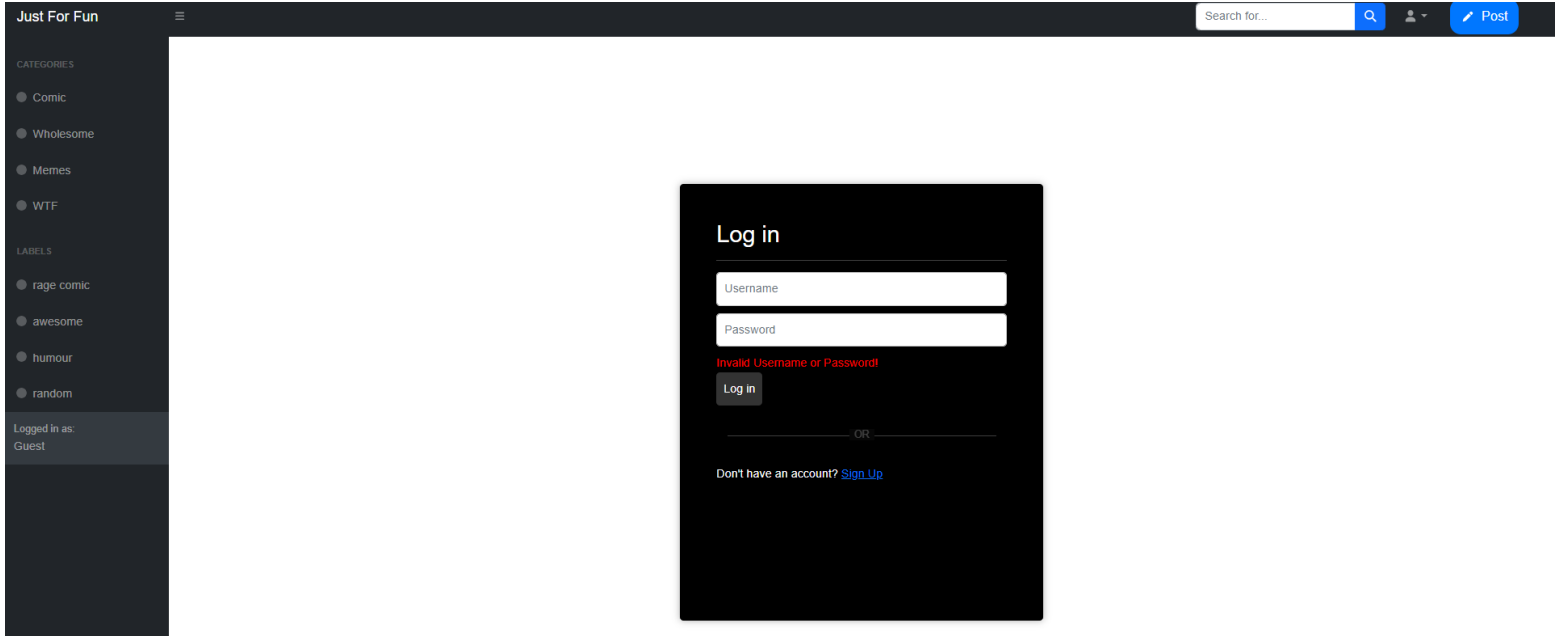 Just For Fun
Search for...
Post
CATEGORIES
Comic
Wholesome
Memes
WTF
LABELS
rage comic
awesome
humour
random
Logged in as:
Guest
Log in
Username
Password
Invalid Username or Password!
Log in
OR
Don't have an account? Sign Up